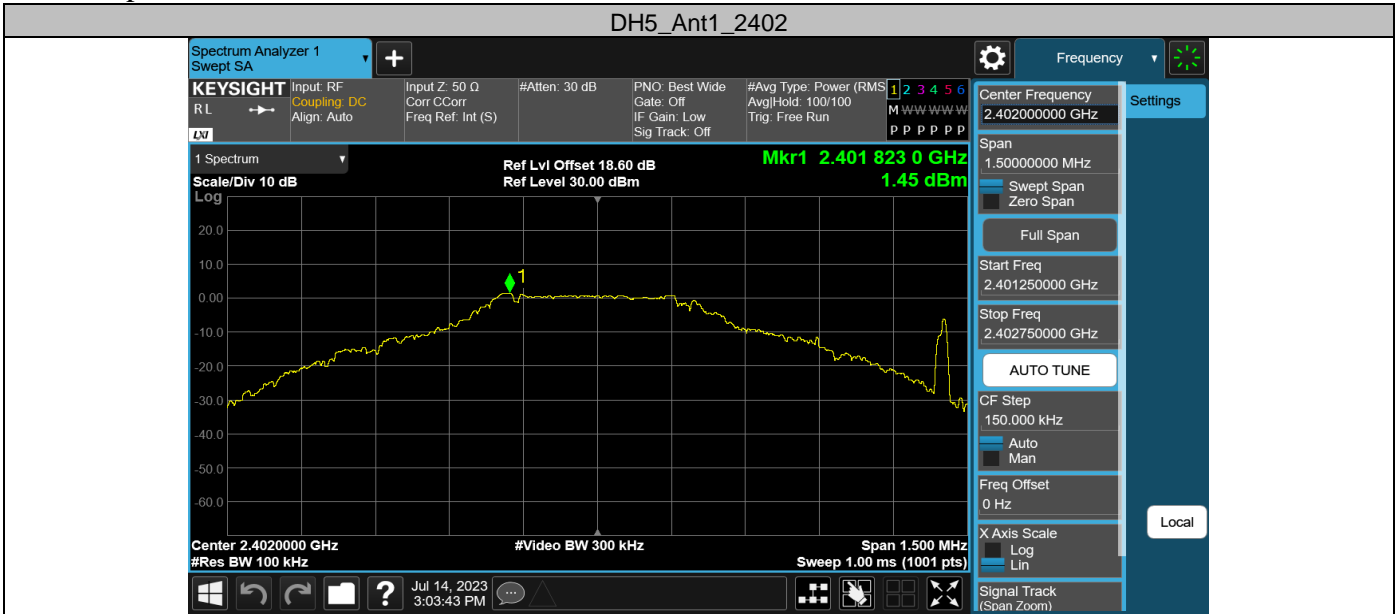 DH5_Ant1_2402
Spectrum Analyzer 1
Swept SA
Frequency
KEYSIGHT
RL
LXI
Input: RF
Coupling: DC
Align: Auto
Input Z: 50 Ω
Corr CCorr
Freq Ref: Int (S)
#Atten: 30 dB
PNO: Best Wide
Gate: Off
IF Gain: Low
Sig Track: Off
#Avg Type: Power (RMS
Avg|Hold: 100/100
Trig: Free Run
1 2 3 4 5 6
M W W W W W
P P P P P P
1 Spectrum
Scale/Div 10 dB
Log
Ref Lvl Offset 18.60 dB
Ref Level 30.00 dBm
Mkr1 2.401 823 0 GHz
1.45 dBm
1
20.0
10.0
0.00
-10.0
-20.0
-30.0
-40.0
-50.0
-60.0
Center 2.4020000 GHz
#Res BW 100 kHz
#Video BW 300 kHz
Span 1.500 MHz
Sweep 1.00 ms (1001 pts)
Center Frequency
2.402000000 GHz
Settings
Span
1.50000000 MHz
Swept Span
Zero Span
Full Span
Start Freq
2.401250000 GHz
Stop Freq
2.402750000 GHz
AUTO TUNE
CF Step
150.000 kHz
Auto
Man
Freq Offset
0 Hz
X Axis Scale
Log
Lin
Local
Signal Track
(Span Zoom)
?
Jul 14, 2023
3:03:43 PM